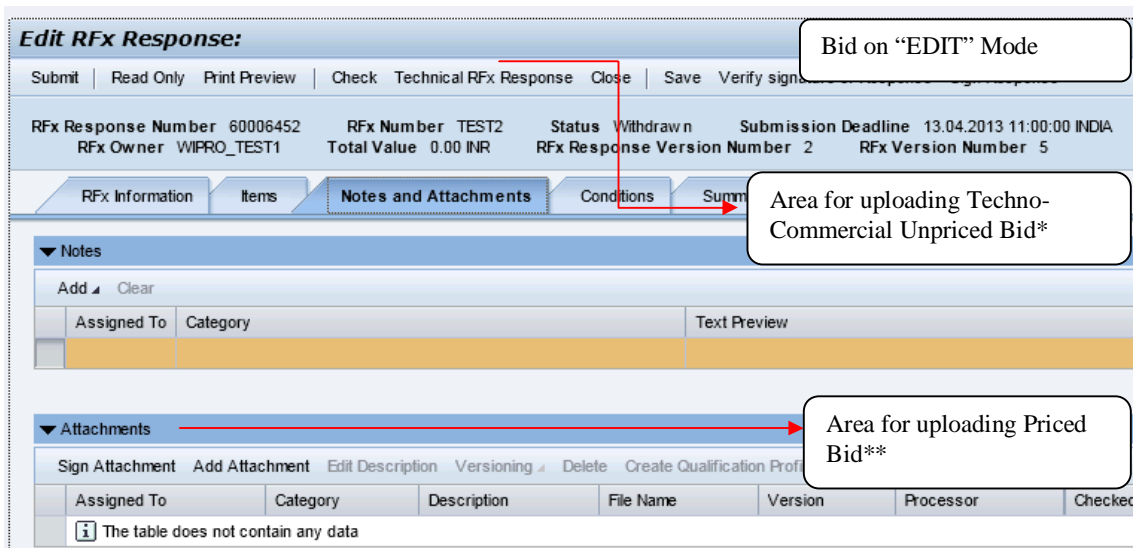 Edit RFx Response:
Bid on “EDIT” Mode
Submit Read Only Print Preview Check Technical RFx Response Close Save Verify
RFx Response Number 60006452 RFx Number TEST2 Status Withdrawn Submission Deadline 13.04.2013 11:00:00 INDIA
RFx Owner WIPRO_TEST1 Total Value 0.00 INR RFx Response Version Number 2 RFx Version Number 5
RFx Information Items Notes and Attachments Conditions Summ
Area for uploading Techno-
Commercial Unpriced Bid*
Notes
Add Clear
Assigned To Category Text Preview
Attachments
Area for uploading Priced
Bid**
Sign Attachment Add Attachment Edit Description Versioning Delete Create Qualification Profi
Assigned To Category Description File Name Version Processor Checked
The table does not contain any data